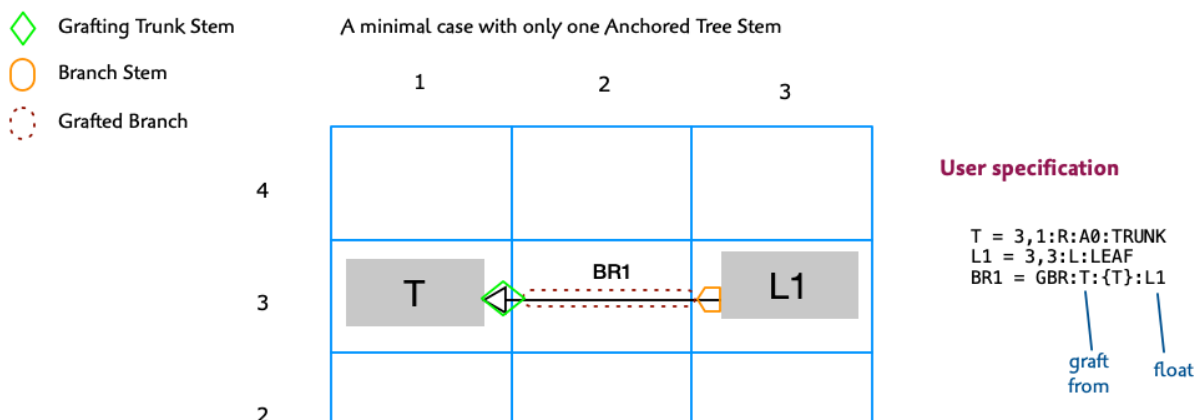 Grafting Trunk Stem
A minimal case with only one Anchored Tree Stem
Branch Stem
1
2
3
Grafted Branch
User specification
4
T = 3,1:R:A0:TRUNK
L1 = 3,3:L:LEAF
BR1 = GBR:T:{T}:L1
BR1
T
L1
3
graft
from
float
2